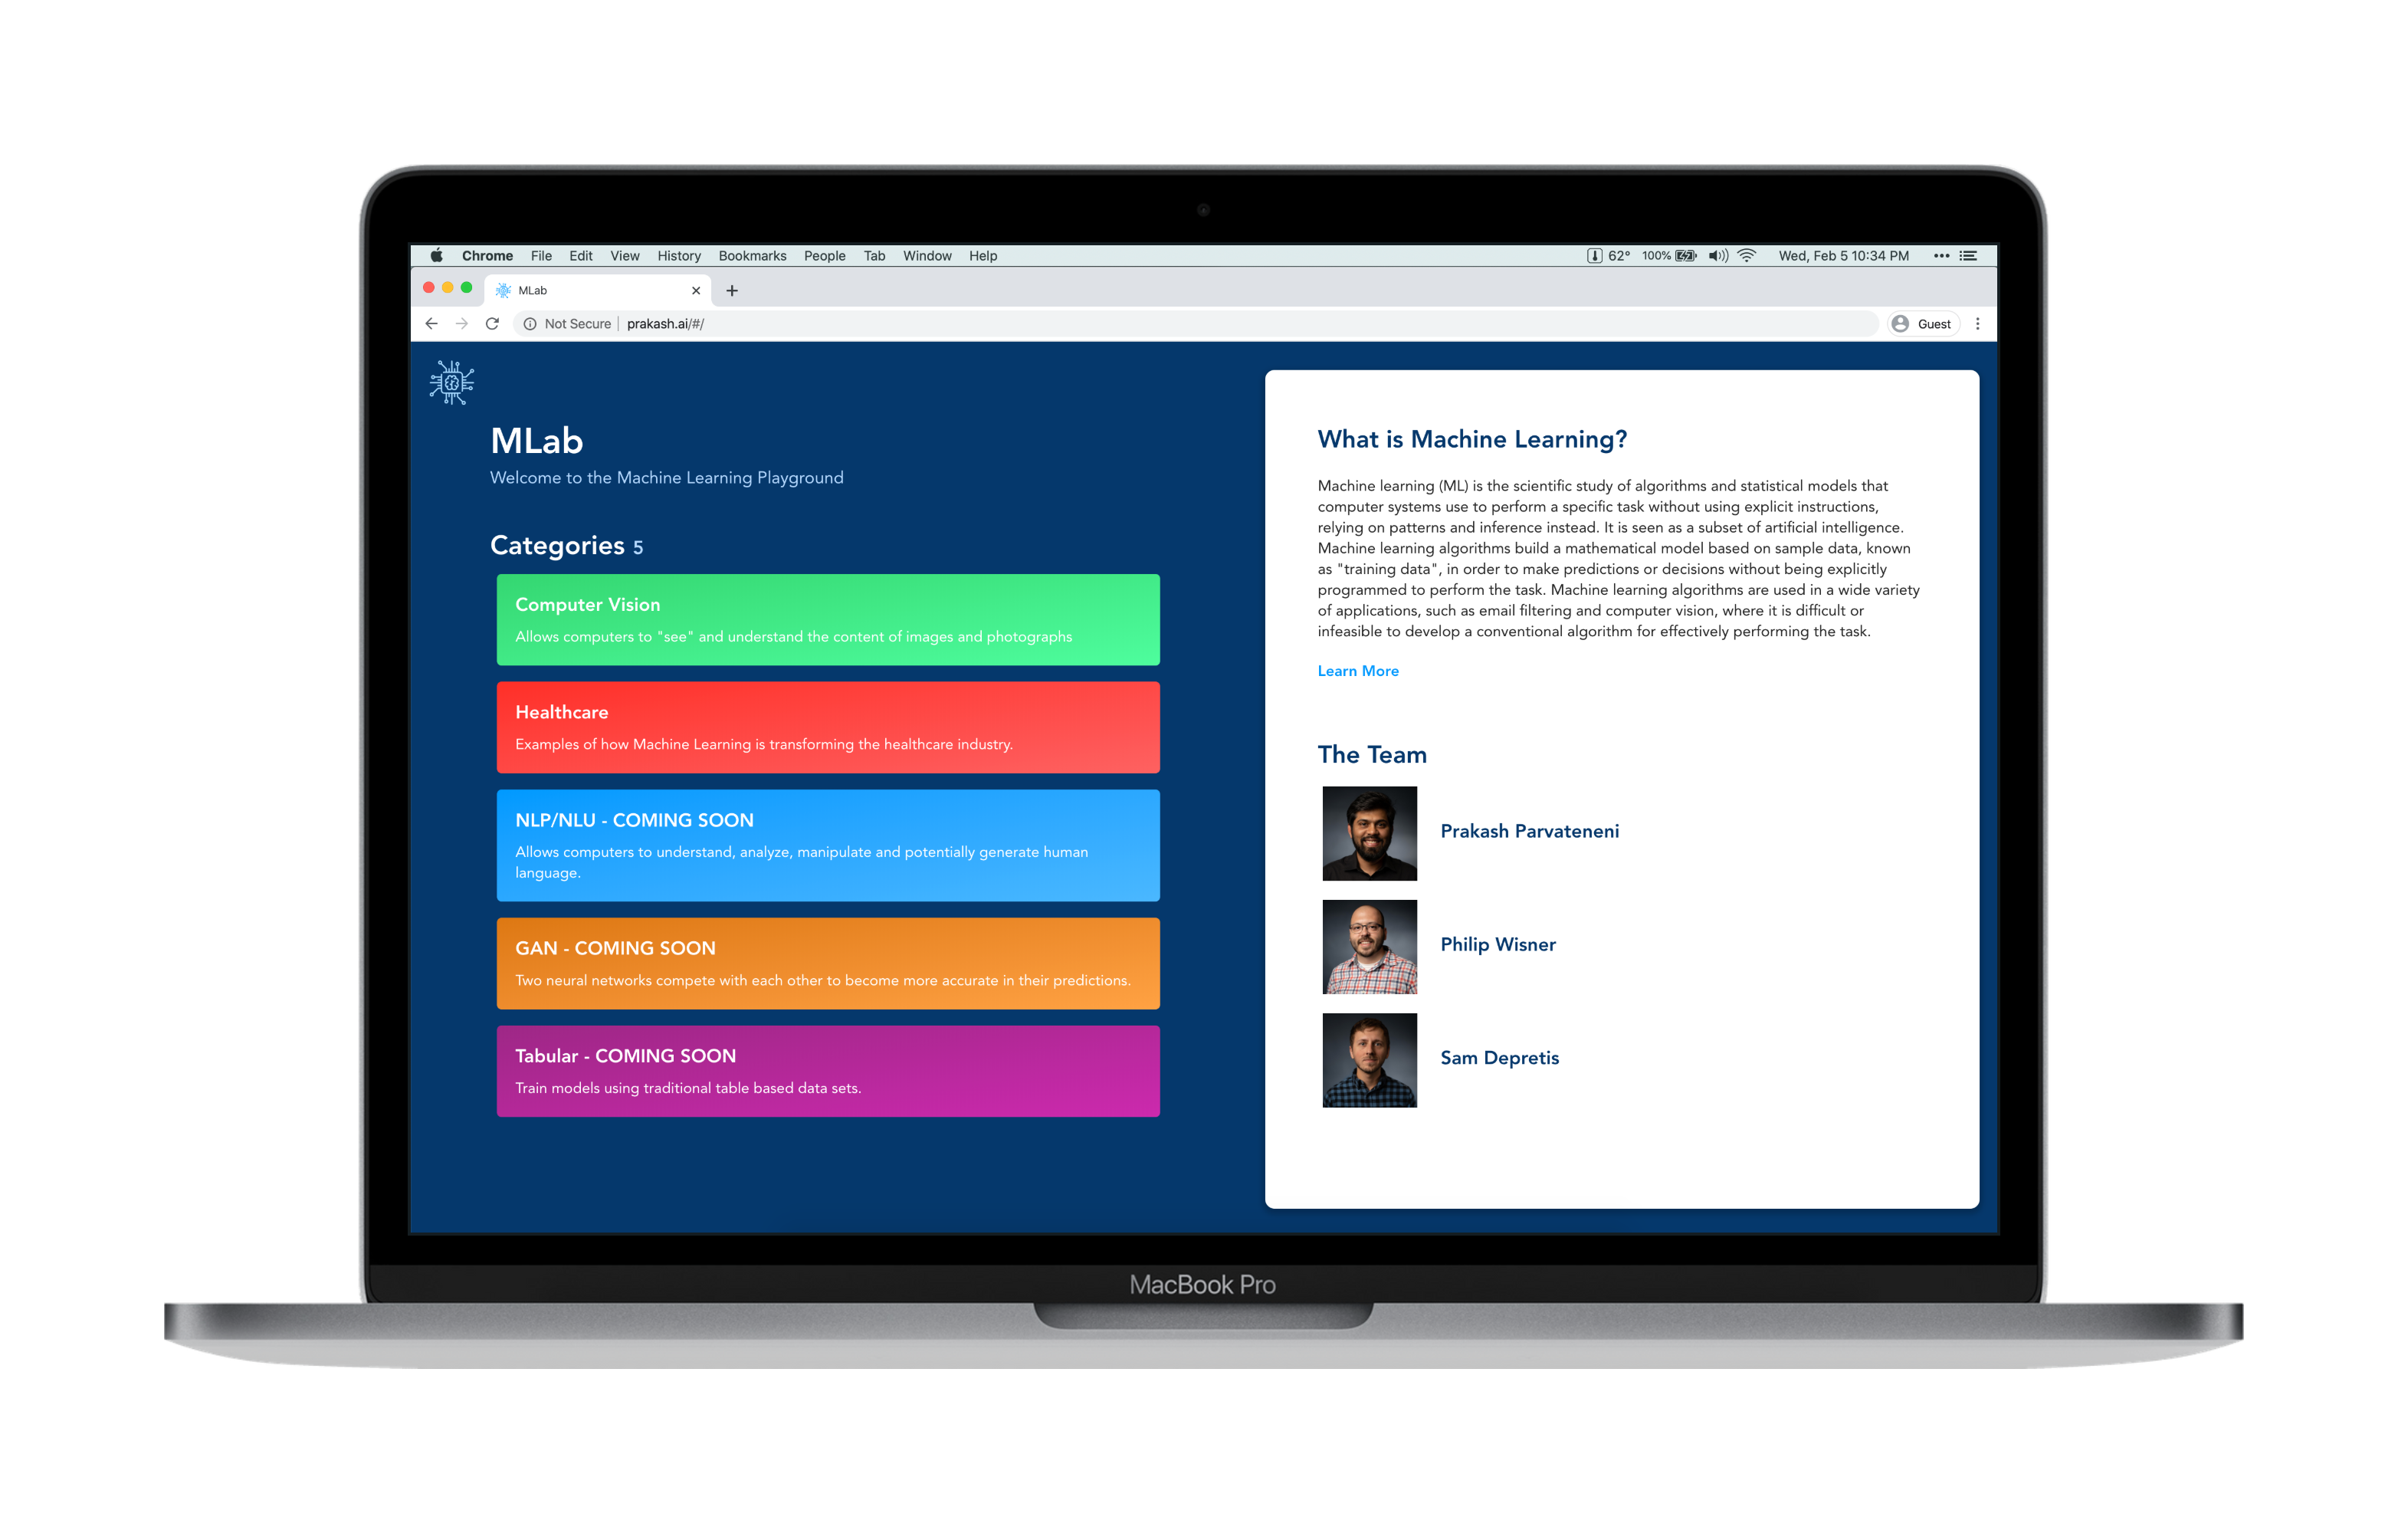 Chrome File Edit View History Bookmarks People Tab Window Help 62° 100% Wed, Feb 5 10:34 PM
MLab
Not Secure prakash.ai/#/ Guest
MLab
Welcome to the Machine Learning Playground
Categories 5
Computer Vision
Allows computers to "see" and understand the content of images and photographs
Healthcare
Examples of how Machine Learning is transforming the healthcare industry.
NLP/NLU - COMING SOON
Allows computers to understand, analyze, manipulate and potentially generate human
language.
GAN - COMING SOON
Two neural networks compete with each other to become more accurate in their predictions.
Tabular - COMING SOON
Train models using traditional table based data sets.
What is Machine Learning?
Machine learning (ML) is the scientific study of algorithms and statistical models that
computer systems use to perform a specific task without using explicit instructions,
relying on patterns and inference instead. It is seen as a subset of artificial intelligence.
Machine learning algorithms build a mathematical model based on sample data, known
as "training data", in order to make predictions or decisions without being explicitly
programmed to perform the task. Machine learning algorithms are used in a wide variety
of applications, such as email filtering and computer vision, where it is difficult or
infeasible to develop a conventional algorithm for effectively performing the task.
Learn More
The Team
Prakash Parvateneni
Philip Wisner
Sam Depretis
MacBook Pro